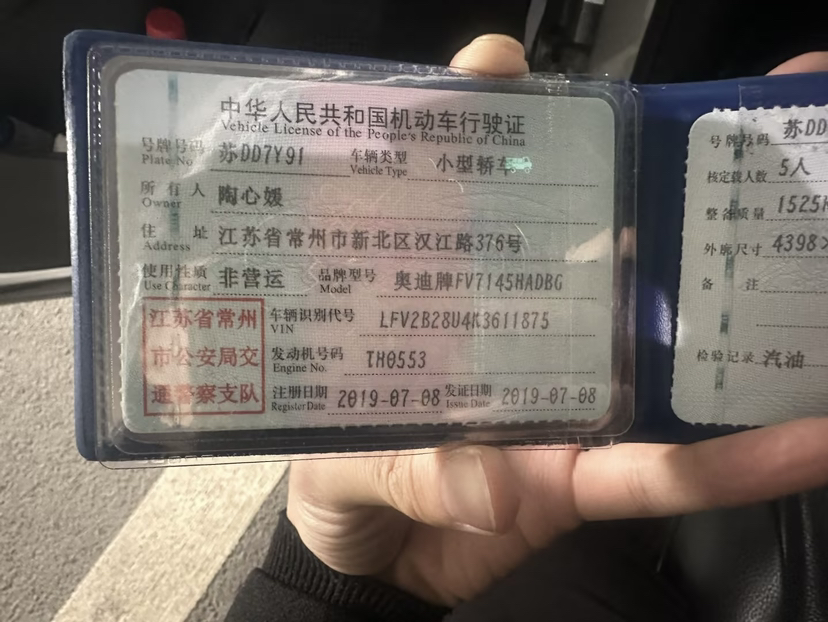 中华人民共和国机动车行驶证
Vehicle License of the People's Republic of China
号牌号码 苏DD7Y91 车辆类型 小型轿车
Plate No. Vehicle Type
所有人 陶心媛
Owner
住址 江苏省常州市新北区汉江路376号
Address
使用性质 非营运 品牌型号 奥迪牌FV7145HADBG
Use Character Model
江苏省常州
市公安局交
通警察支队
车辆识别代号 LFV2B28U4K3611875
VIN
发动机号码 TH0553
Engine No.
注册日期 2019-07-08 发证日期 2019-07-08
Register Date Issue Date
号牌号码 苏DD
核定载人数 5人
整备质量 1525
外廓尺寸 4398×
备注
检验记录 汽油